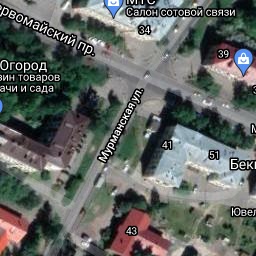 МТС
Салон сотовой связи
34
рвомайский пр.
39
Огород
зин товаров
ачи и сада
Мурманская ул.
41
51
Бек
Ювел
43